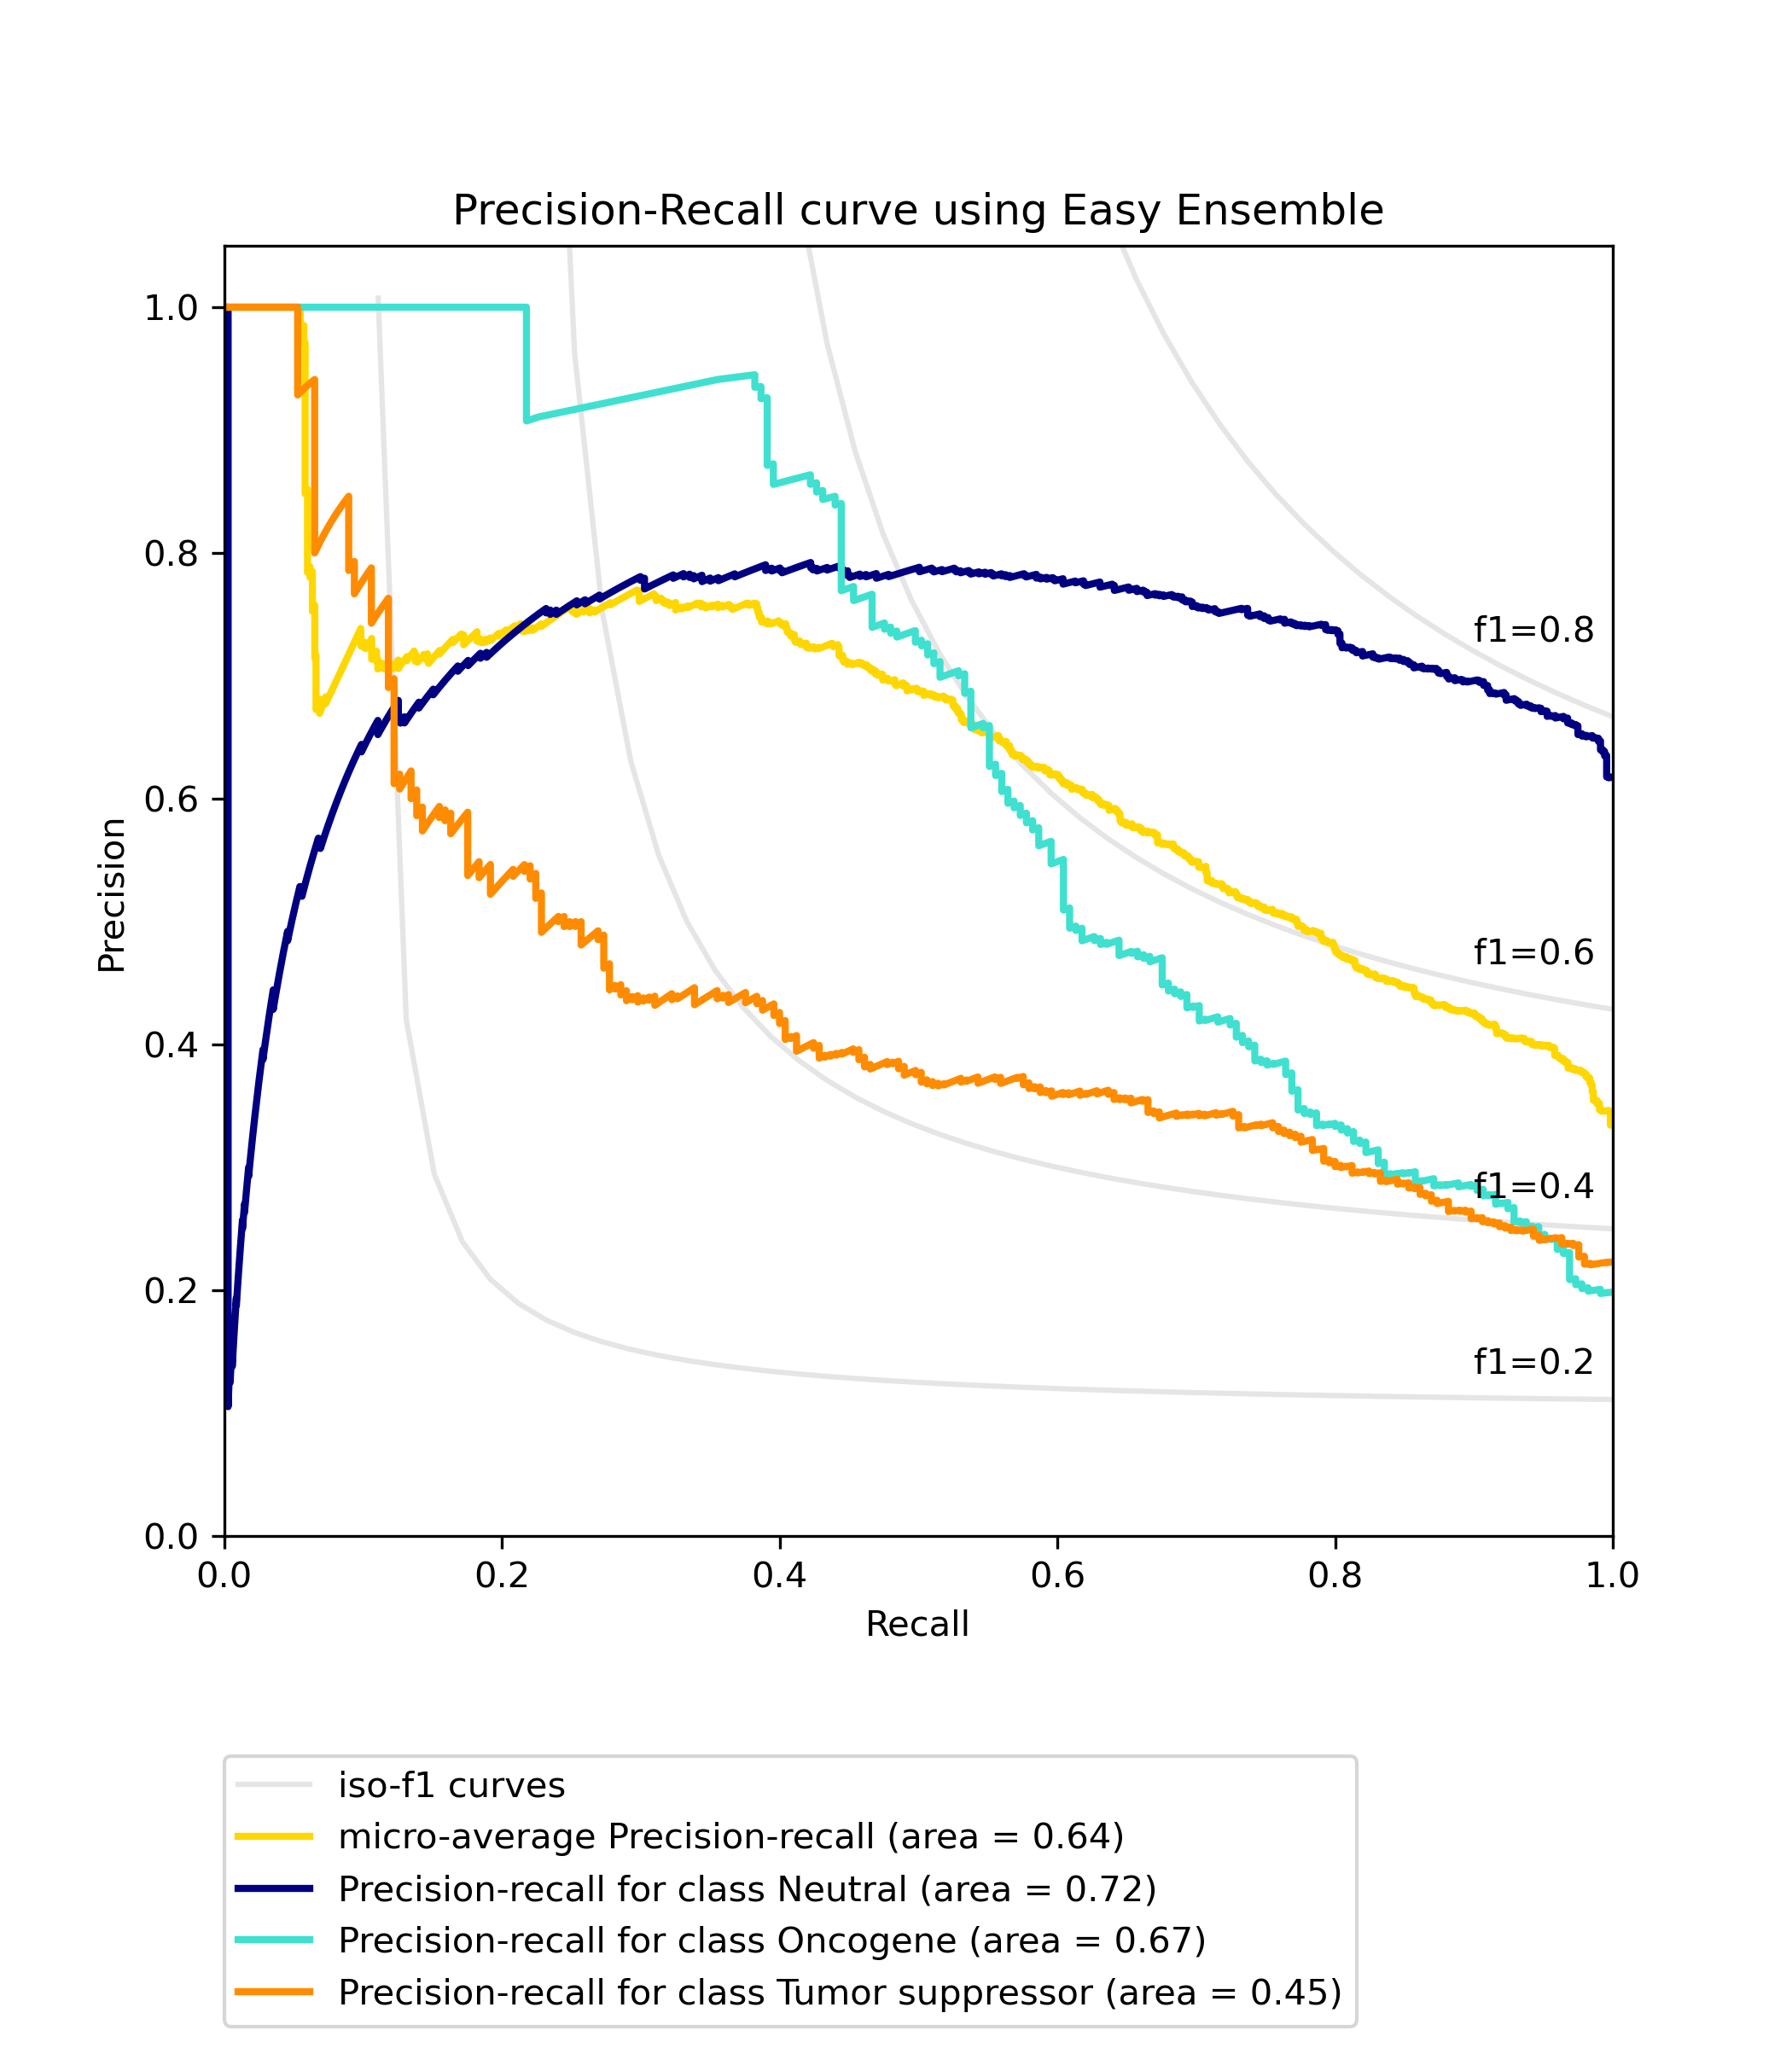 Precision-Recall curve using Easy Ensemble
1.0
0.8
0.6
0.4
0.2
0.0
Precision
f1=0.8
f1=0.6
f1=0.4
f1=0.2
0.0 0.2 0.4 0.6 0.8 1.0
Recall
iso-f1 curves
micro-average Precision-recall (area = 0.64)
Precision-recall for class Neutral (area = 0.72)
Precision-recall for class Oncogene (area = 0.67)
Precision-recall for class Tumor suppressor (area = 0.45)